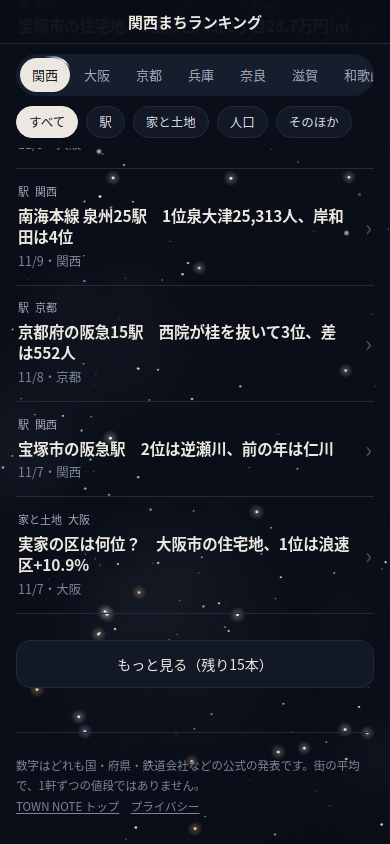 関西まちランキング
関西 大阪 京都 兵庫 奈良 滋賀
すべて 駅 家と土地 人口 そのほか
駅 関西
南海本線 泉州25駅 1位泉大津25,313人、岸和
田は4位
11/9・関西
駅 京都
京都府の阪急15駅 西院が桂を抜いて3位、差
は552人
11/8・京都
駅 関西
宝塚市の阪急駅 2位は逆瀬川、前の年は仁川
11/7・関西
家と土地 大阪
実家の区は何位？ 大阪市の住宅地、1位は浪速
区+10.9%
11/7・大阪
もっと見る（残り15本）
数字はどれも国・府県・鉄道会社などの公式の発表です。街の平均
で、1軒ずつの値段ではありません。
TOWN NOTE トップ プライバシー